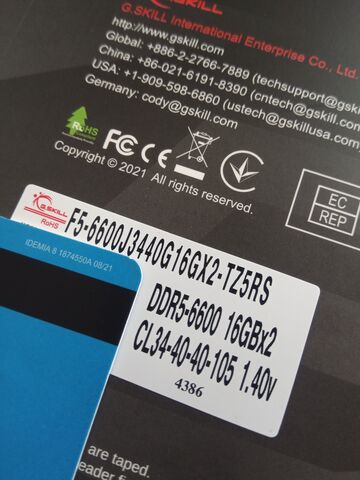 G.SKILL
G.SKILL International Enterprise Co., Ltd.
http://www.gskill.com
Global: +886-2-2766-7889 (techsupport@gskill
China: +86-021-6191-8390 (cntech@gskill.com
USA: +1-909-598-6860 (ustech@gskillusa.com)
Germany: cody@gskill.com
RoHS
FC CE
Copyright © 2021 All rights reserved.
EC
REP
G.SKILL
RoHS
F5-6600J3440G16GX2-TZ5RS
DDR5-6600 16GBx2
CL34-40-40-105 1.40v
4386
IDEMIA 8 1874550A 08/21
are taped.
eader f